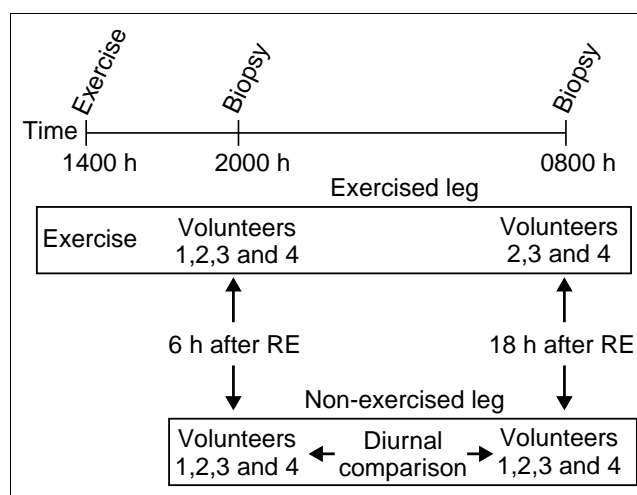 Exercise
Biopsy
Biopsy
Time
1400 h
2000 h
0800 h
Exercised leg
Exercise
Volunteers
1,2,3 and 4
Volunteers
2,3 and 4
6 h after RE
18 h after RE
Non-exercised leg
Volunteers
1,2,3 and 4
Diurnal
comparison
Volunteers
1,2,3 and 4